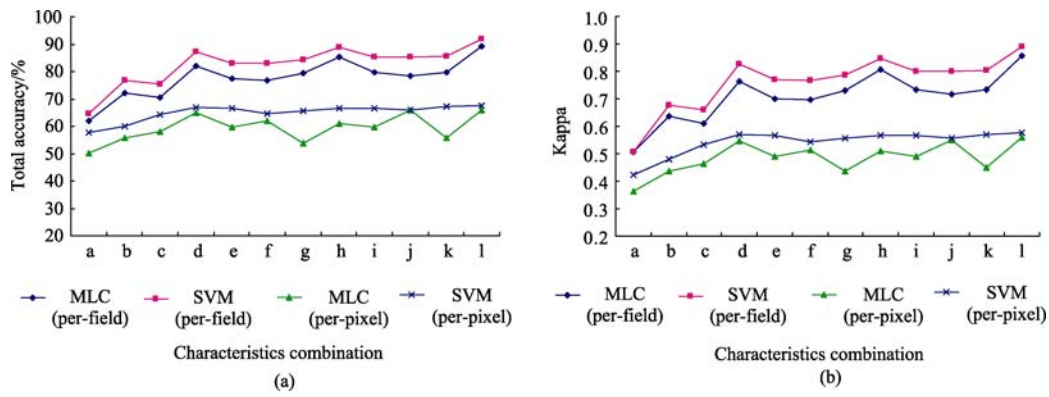 Total accuracy/%
100
90
80
70
60
50
40
30
20
a b c d e f g h i j k l
MLC (per-field)
SVM (per-field)
MLC (per-pixel)
SVM (per-pixel)
Characteristics combination
(a)
Kappa
1.0
0.9
0.8
0.7
0.6
0.5
0.4
0.3
0.2
a b c d e f g h i j k l
MLC (per-field)
SVM (per-field)
MLC (per-pixel)
SVM (per-pixel)
Characteristics combination
(b)